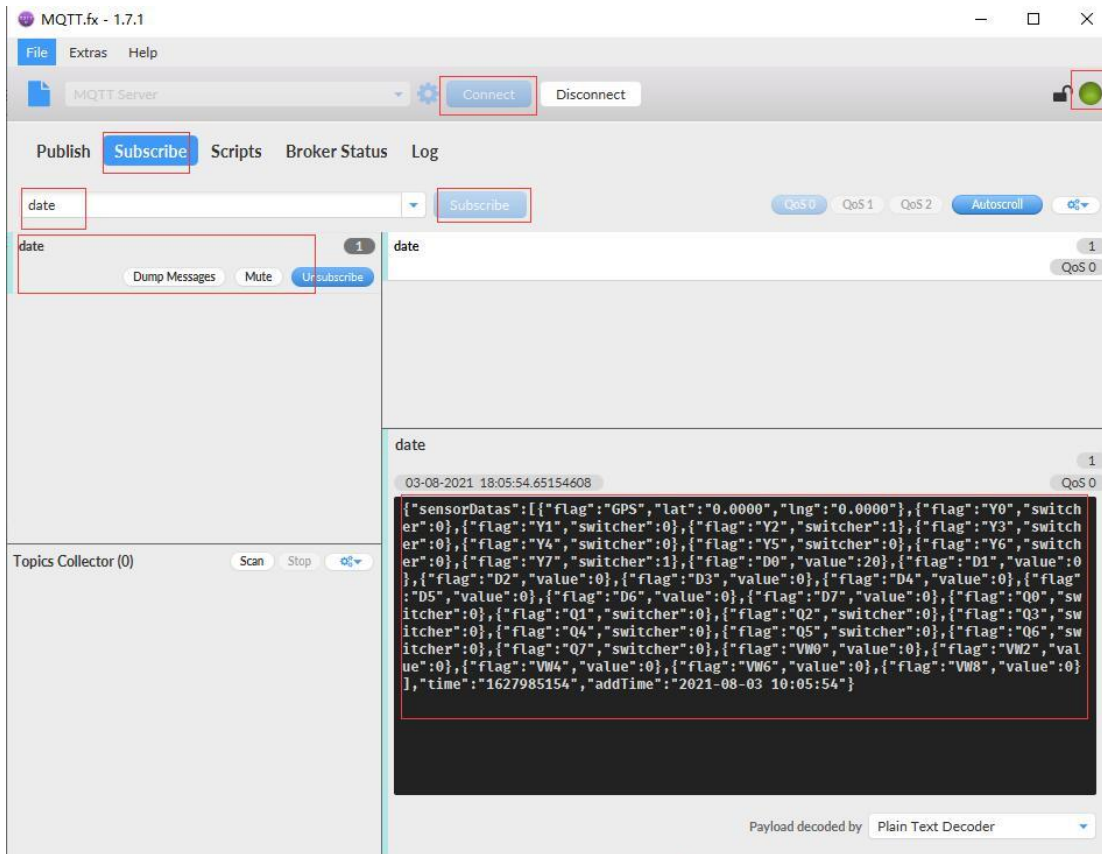 MQTT.fx - 1.7.1
File Extras Help
MQTT Server Connect Disconnect
Publish Subscribe Scripts Broker Status Log
date Subscribe QoS 0 QoS 1 QoS 2 Autoscroll
date 1
Dump Messages Mute Unsubscribe
date 1
QoS 0
date
1
03-08-2021 18:05:54.65154608 QoS 0
{"sensorDatas":[{"flag":"GPS","lat":"0.0000","lng":"0.0000"},{"flag":"Y0","switch
er":0},{"flag":"Y1","switcher":0},{"flag":"Y2","switcher":1},{"flag":"Y3","switch
er":0},{"flag":"Y4","switcher":0},{"flag":"Y5","switcher":0},{"flag":"Y6","switch
er":0},{"flag":"Y7","switcher":1},{"flag":"D0","value":20},{"flag":"D1","value":0
},{"flag":"D2","value":0},{"flag":"D3","value":0},{"flag":"D4","value":0},{"flag"
:"D5","value":0},{"flag":"D6","value":0},{"flag":"D7","value":0},{"flag":"Q0","sw
itcher":0},{"flag":"Q1","switcher":0},{"flag":"Q2","switcher":0},{"flag":"Q3","sw
itcher":0},{"flag":"Q4","switcher":0},{"flag":"Q5","switcher":0},{"flag":"Q6","sw
itcher":0},{"flag":"Q7","switcher":0},{"flag":"VW0","value":0},{"flag":"VW2","val
ue":0},{"flag":"VW4","value":0},{"flag":"VW6","value":0},{"flag":"VW8","value":0}
],"time":"1627985154","addTime":"2021-08-03 10:05:54"}
Topics Collector (0) Scan Stop
Payload decoded by Plain Text Decoder